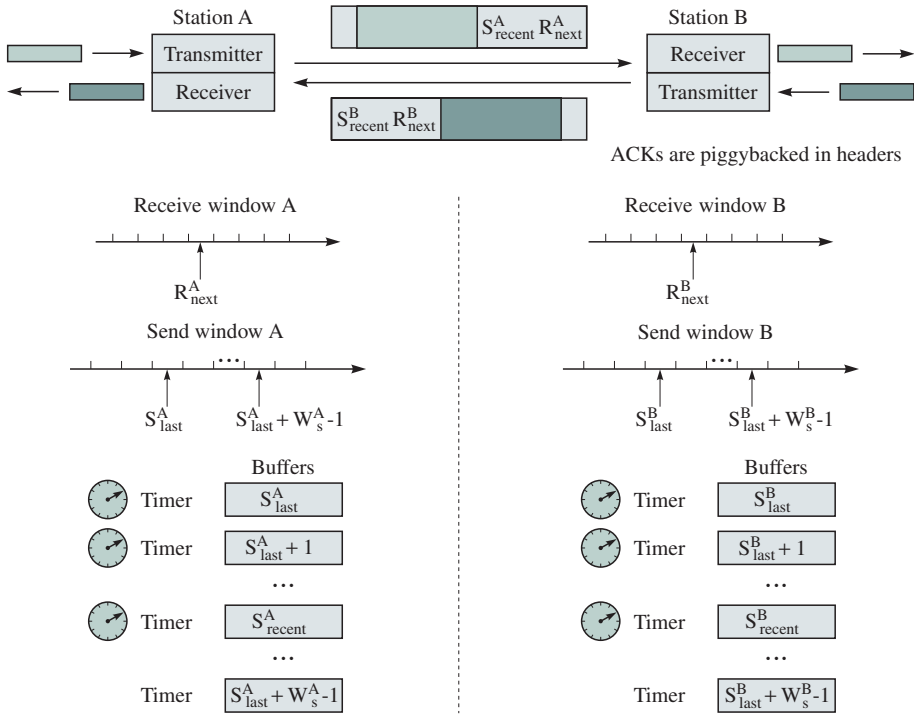 Station A
Station B
Transmitter
Receiver
S^A_recent R^A_next
S^B_recent R^B_next
Receiver
Transmitter
ACKs are piggybacked in headers
Receive window A
R^A_next
Send window A
...
S^A_last
S^A_last + W^A_s -1
Buffers
Timer S^A_last
Timer S^A_last + 1
...
Timer S^A_recent
...
Timer S^A_last + W^A_s -1
Receive window B
R^B_next
Send window B
...
S^B_last
S^B_last + W^B_s -1
Buffers
Timer S^B_last
Timer S^B_last + 1
...
Timer S^B_recent
...
Timer S^B_last + W^B_s -1